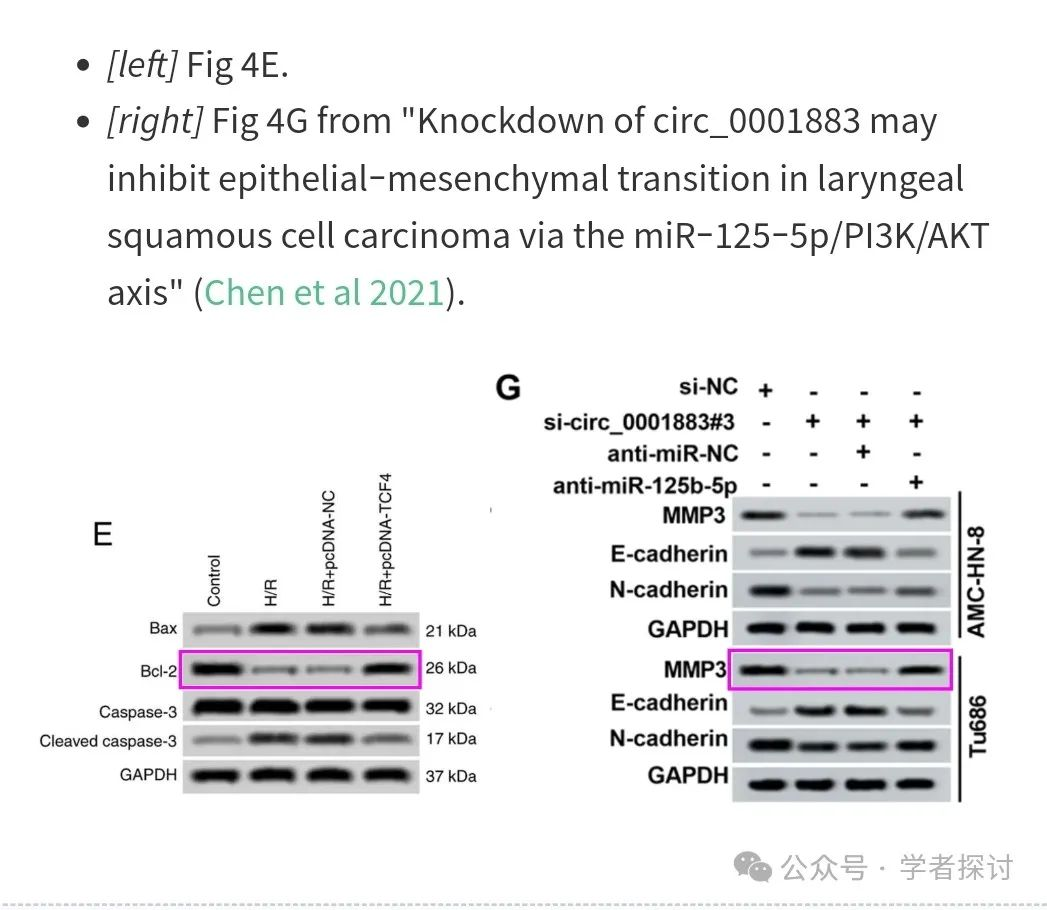 • [left] Fig 4E.
• [right] Fig 4G from "Knockdown of circ_0001883 may
inhibit epithelial-mesenchymal transition in laryngeal
squamous cell carcinoma via the miR-125-5p/PI3K/AKT
axis" (Chen et al 2021).
E
Control
H/R
H/R+pcDNA-NC
H/R+pcDNA-TCF4
Bax 21 kDa
Bcl-2 26 kDa
Caspase-3 32 kDa
Cleaved caspase-3 17 kDa
GAPDH 37 kDa
G
si-NC + - - -
si-circ_0001883#3 - + + +
anti-miR-NC - - + -
anti-miR-125b-5p - - - +
MMP3
E-cadherin
N-cadherin
GAPDH
AMC-HN-8
MMP3
E-cadherin
N-cadherin
GAPDH
Tu686
公众号 · 学者探讨